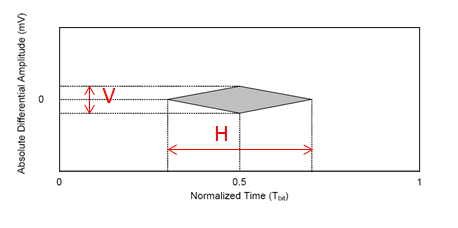 Absolute Differential Amplitude (mV)
0
V
H
0
0.5
1
Normalized Time (Tbit)